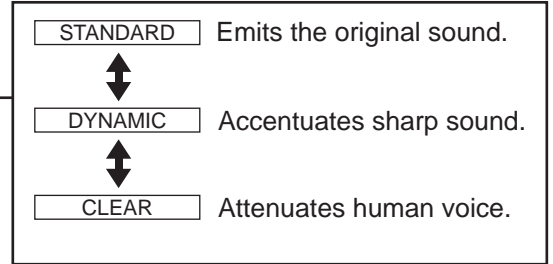 STANDARD Emits the original sound.
DYNAMIC Accentuates sharp sound.
CLEAR Attenuates human voice.